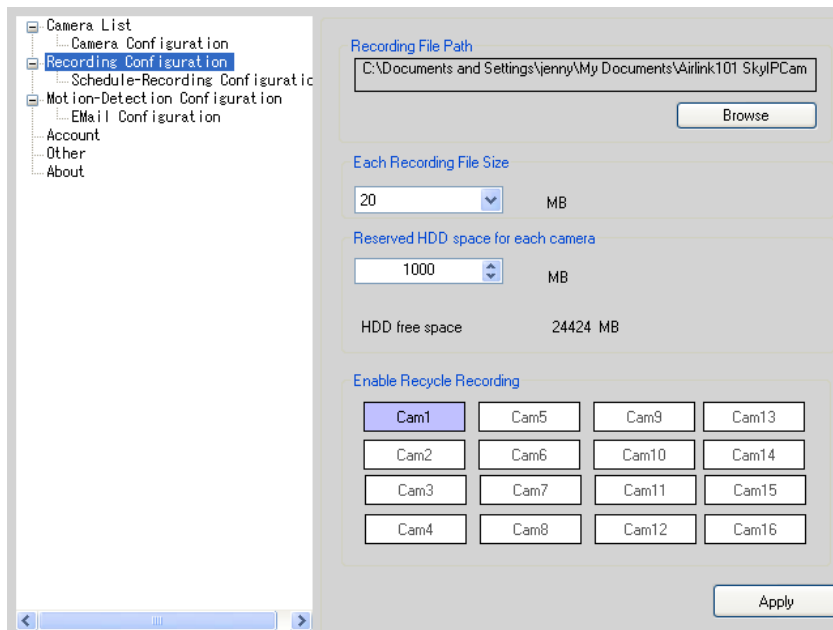 Camera List
Camera Configuration
Recording Configuration
Schedule-Recording Configuratic
Motion-Detection Configuration
EMail Configuration
Account
Other
About
Recording File Path
C:\Documents and Settings\jenny\My Documents\Airlink101 SkyIPCam
Browse
Each Recording File Size
20 MB
Reserved HDD space for each camera
1000 MB
HDD free space 24424 MB
Enable Recycle Recording
Cam1 Cam5 Cam9 Cam13
Cam2 Cam6 Cam10 Cam14
Cam3 Cam7 Cam11 Cam15
Cam4 Cam8 Cam12 Cam16
Apply